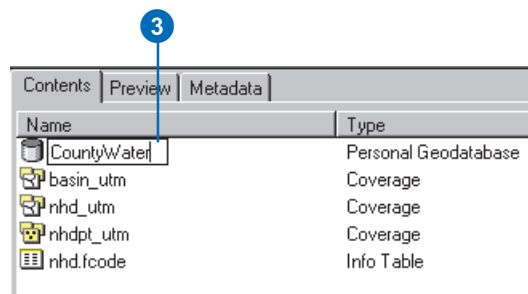 3
Contents Preview Metadata
Name Type
CountyWater Personal Geodatabase
basin_utm Coverage
nhd_utm Coverage
nhdpt_utm Coverage
nhd.fcode Info Table